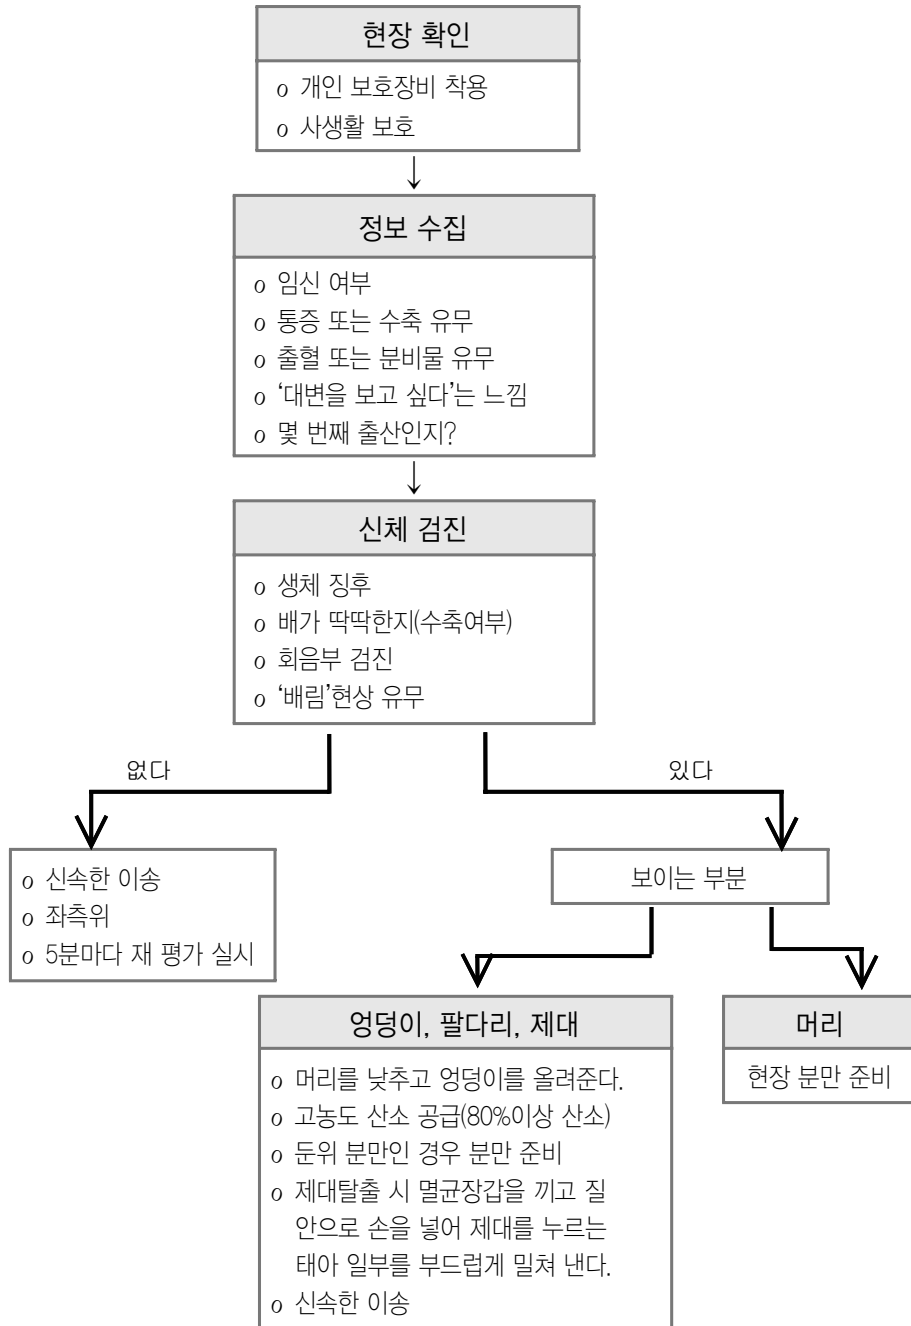 현장 확인
o 개인 보호장비 착용
o 사생활 보호
정보 수집
o 임신 여부
o 통증 또는 수축 유무
o 출혈 또는 분비물 유무
o ‘대변을 보고 싶다’는 느낌
o 몇 번째 출산인지?
신체 검진
o 생체 징후
o 배가 딱딱한지(수축여부)
o 회음부 검진
o ‘배림’현상 유무
없다
있다
o 신속한 이송
o 좌측위
o 5분마다 재 평가 실시
보이는 부분
엉덩이, 팔다리, 제대
o 머리를 낮추고 엉덩이를 올려준다.
o 고농도 산소 공급(80%이상 산소)
o 둔위 분만인 경우 분만 준비
o 제대탈출 시 멸균장갑을 끼고 질
안으로 손을 넣어 제대를 누르는
태아 일부를 부드럽게 밀쳐 낸다.
o 신속한 이송
머리
현장 분만 준비